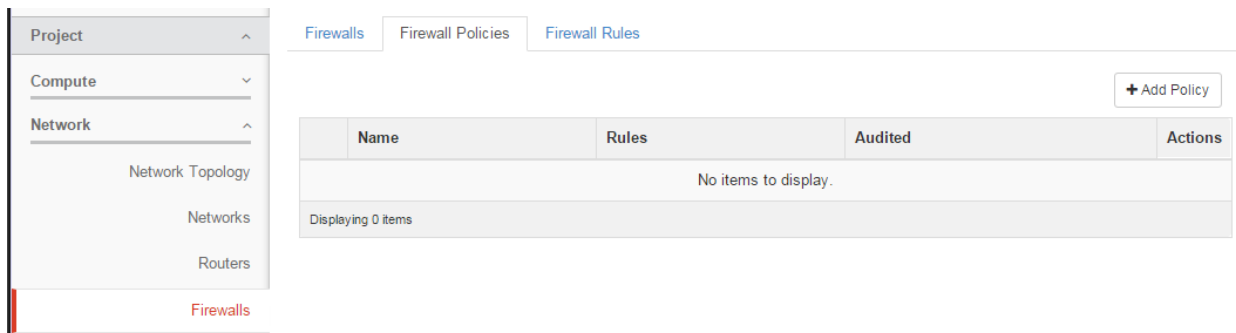 Project
Compute
Network
Network Topology
Networks
Routers
Firewalls
Firewalls Firewall Policies Firewall Rules
+ Add Policy
Name Rules Audited Actions
No items to display.
Displaying 0 items